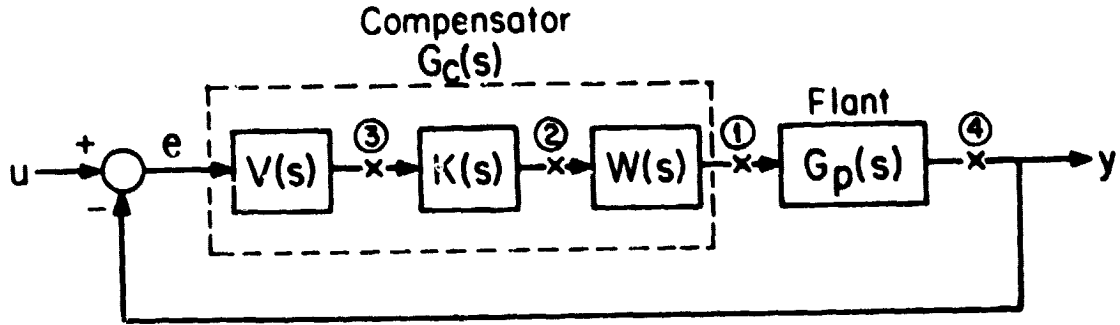 Compensator
G_c(s)
Flant
+ e V(s) ③ K(s) ② W(s) ① G_p(s) ④
u y
−